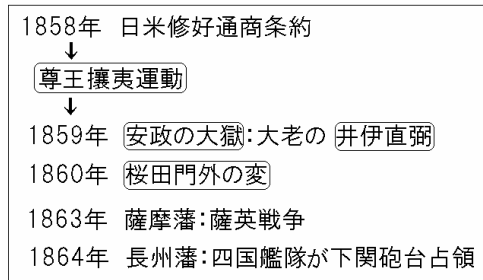 1858年 日米修好通商条約
↓
尊王攘夷運動
↓
1859年 安政の大獄:大老の 井伊直弼
1860年 桜田門外の変
1863年 薩摩藩:薩英戦争
1864年 長州藩:四国艦隊が下関砲台占領